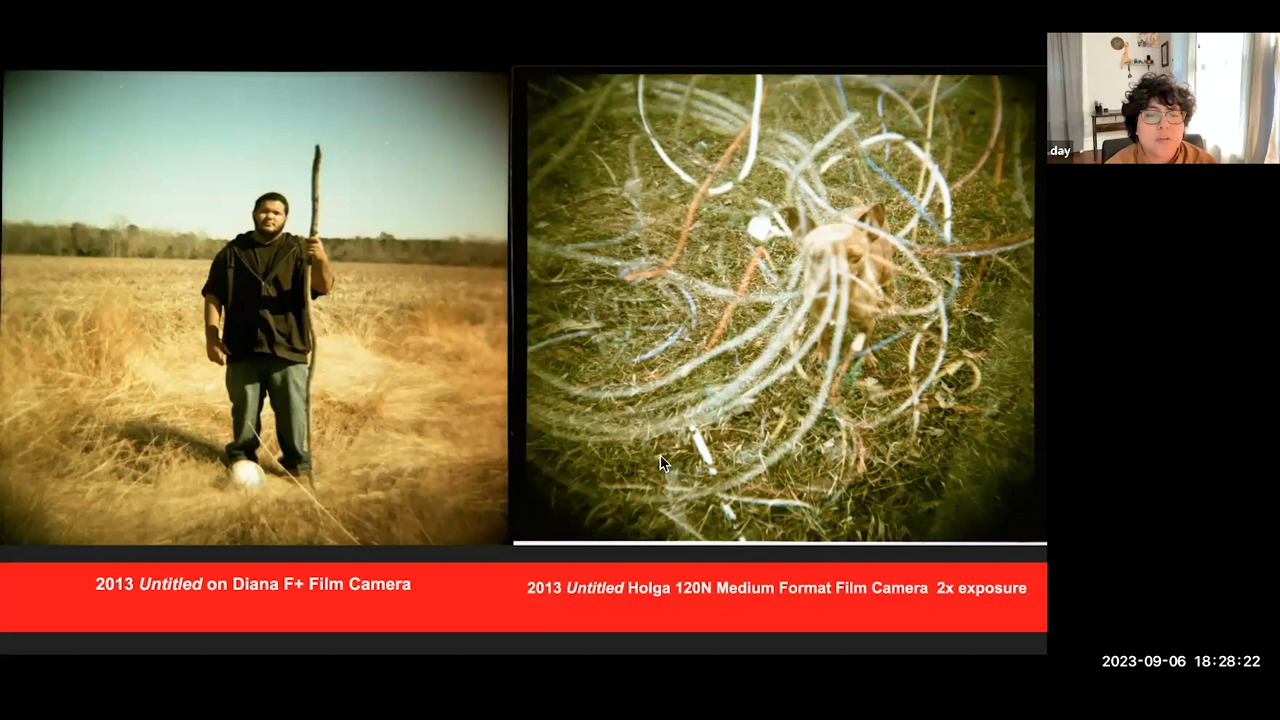 day
2013 Untitled on Diana F+ Film Camera
2013 Untitled Holga 120N Medium Format Film Camera 2x exposure
2023-09-06 18:28:22